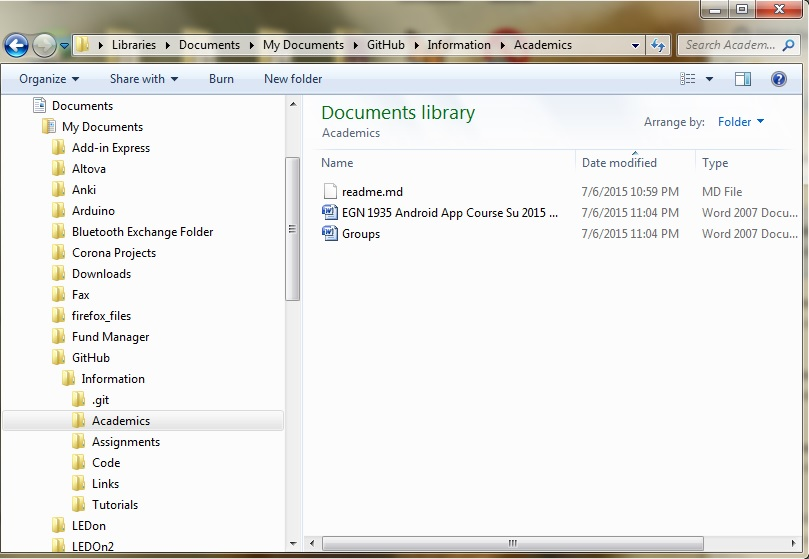 Libraries Documents My Documents GitHub Information Academics Search Academ...
Organize Share with Burn New folder
Documents
My Documents
Add-in Express
Altova
Anki
Arduino
Bluetooth Exchange Folder
Corona Projects
Downloads
Fax
firefox_files
Fund Manager
GitHub
Information
.git
Academics
Assignments
Code
Links
Tutorials
LEDon
LEDOn2
Documents library
Academics
Arrange by: Folder
Name Date modified Type
readme.md 7/6/2015 10:59 PM MD File
EGN 1935 Android App Course Su 2015 ... 7/6/2015 11:04 PM Word 2007 Docu...
Groups 7/6/2015 11:04 PM Word 2007 Docu...